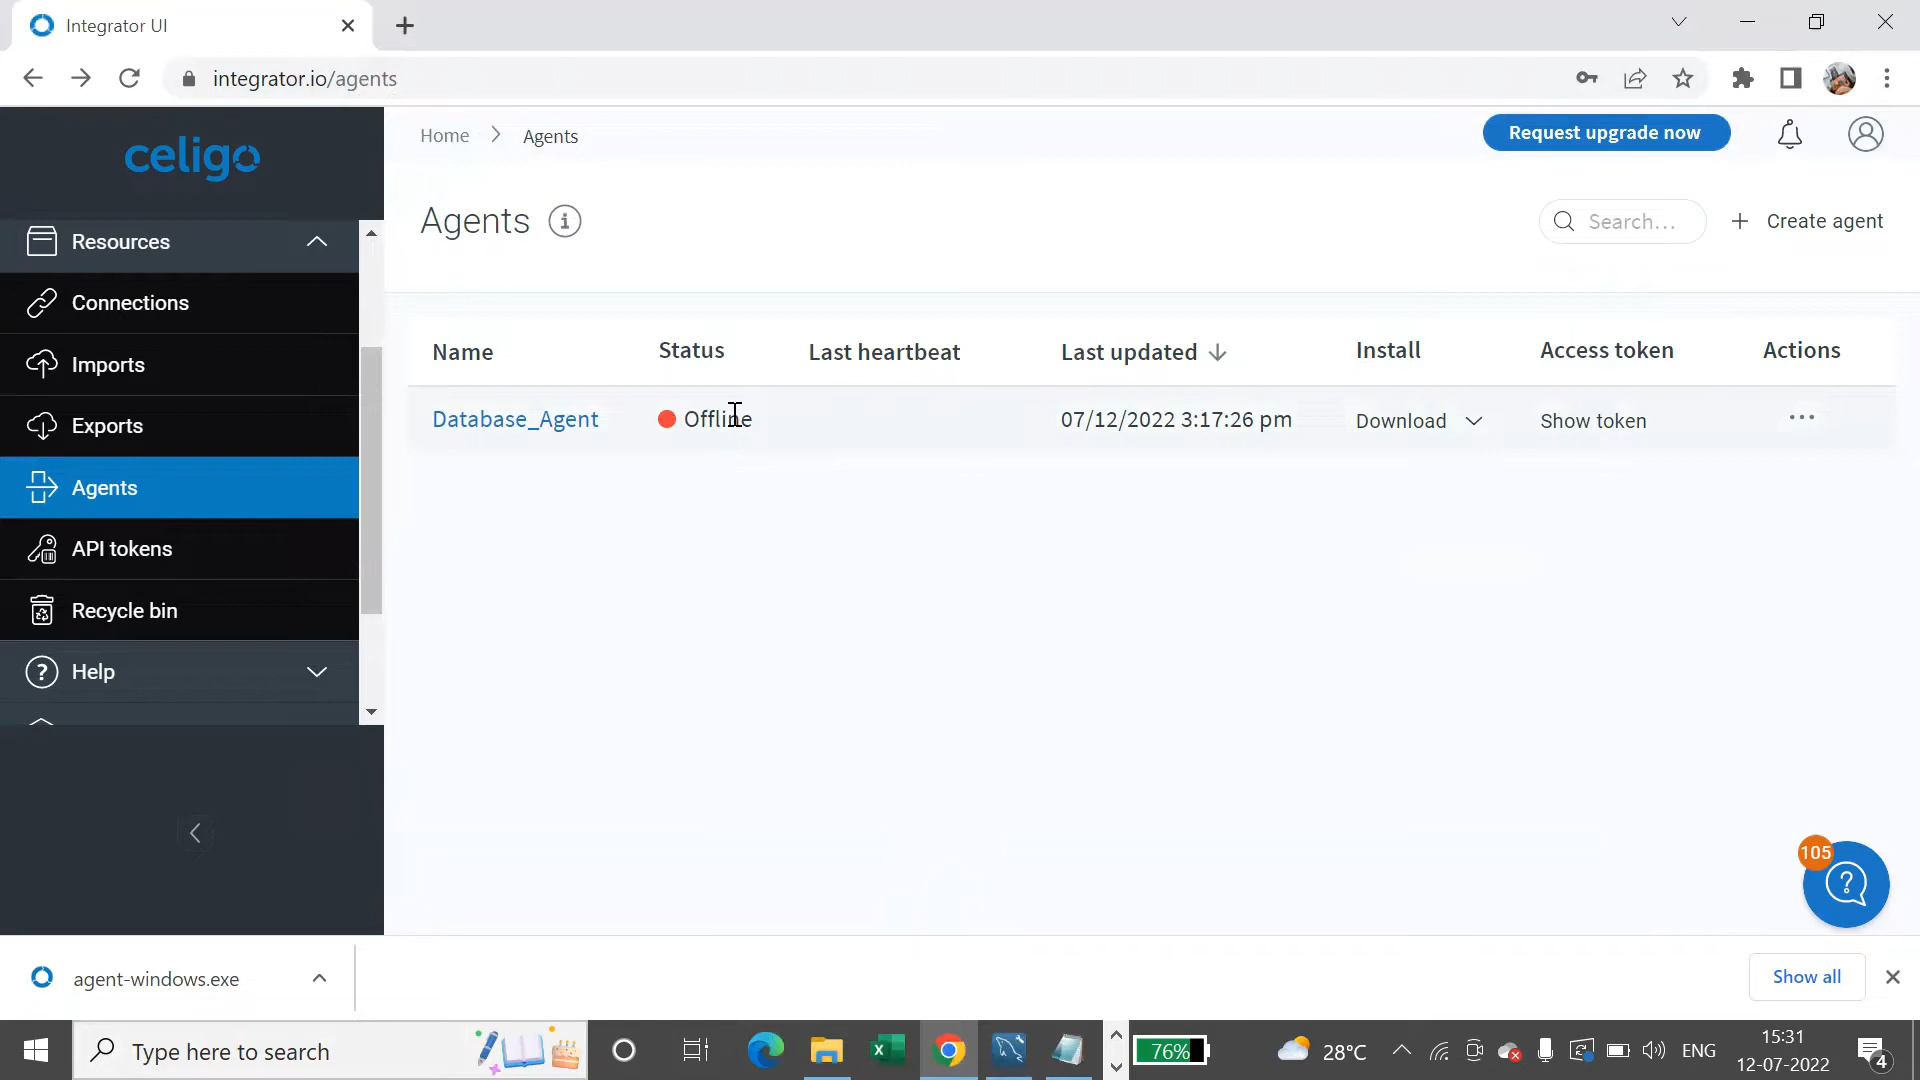 Integrator UI
integrator.io/agents
celigo
Home > Agents
Request upgrade now
Agents
Search...
+ Create agent
Resources
Connections
Imports
Exports
Agents
API tokens
Recycle bin
Help
Name Status Last heartbeat Last updated Install Access token Actions
Database_Agent Offline 07/12/2022 3:17:26 pm Download Show token ...
105
agent-windows.exe
Show all
Type here to search
76%
28°C
ENG
15:31
12-07-2022
4